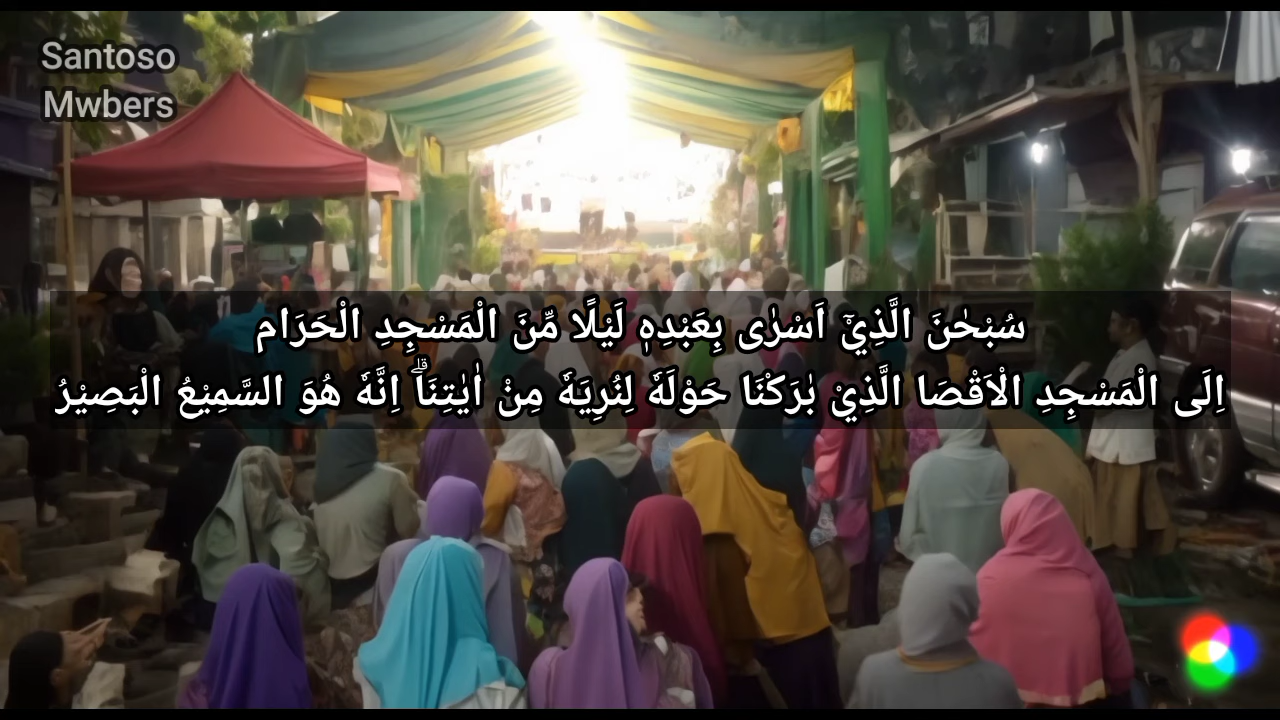 Santoso
Mwbers
سُبْحٰنَ الَّذِيْٓ اَسْرٰى بِعَبْدِهٖ لَيْلًا مِّنَ الْمَسْجِدِ الْحَرَام
اِلَى الْمَسْجِدِ الْاَقْصَا الَّذِيْ بٰرَكْنَا حَوْلَهٗ لِنُرِيَهٗ مِنْ اٰيٰتِنَاۗ اِنَّهٗ هُوَ السَّمِيْعُ الْبَصِيْرُ